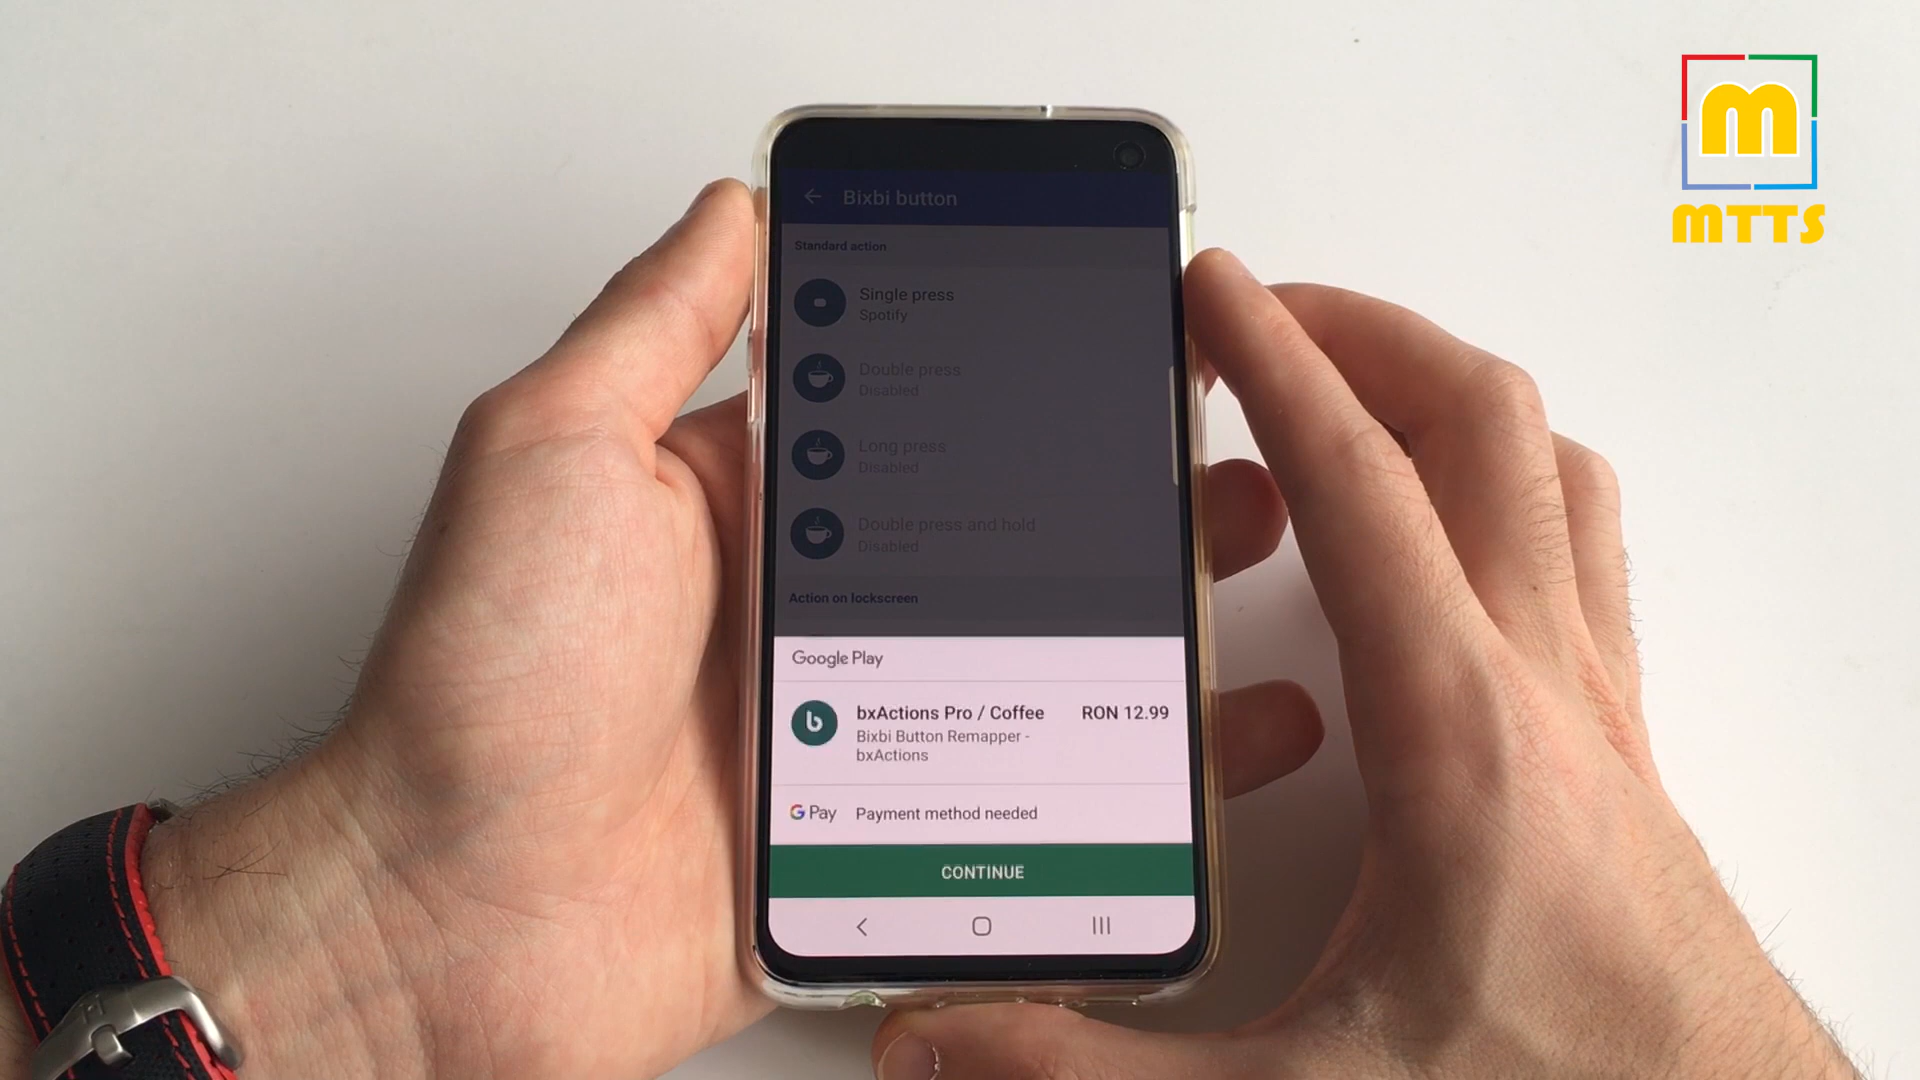 m
MTTS
Bixbi button
Standard action
Single press
Spotify
Double press
Disabled
Long press
Disabled
Double press and hold
Disabled
Action on lockscreen
Google Play
bxActions Pro / Coffee RON 12.99
Bixbi Button Remapper -
bxActions
G Pay Payment method needed
CONTINUE